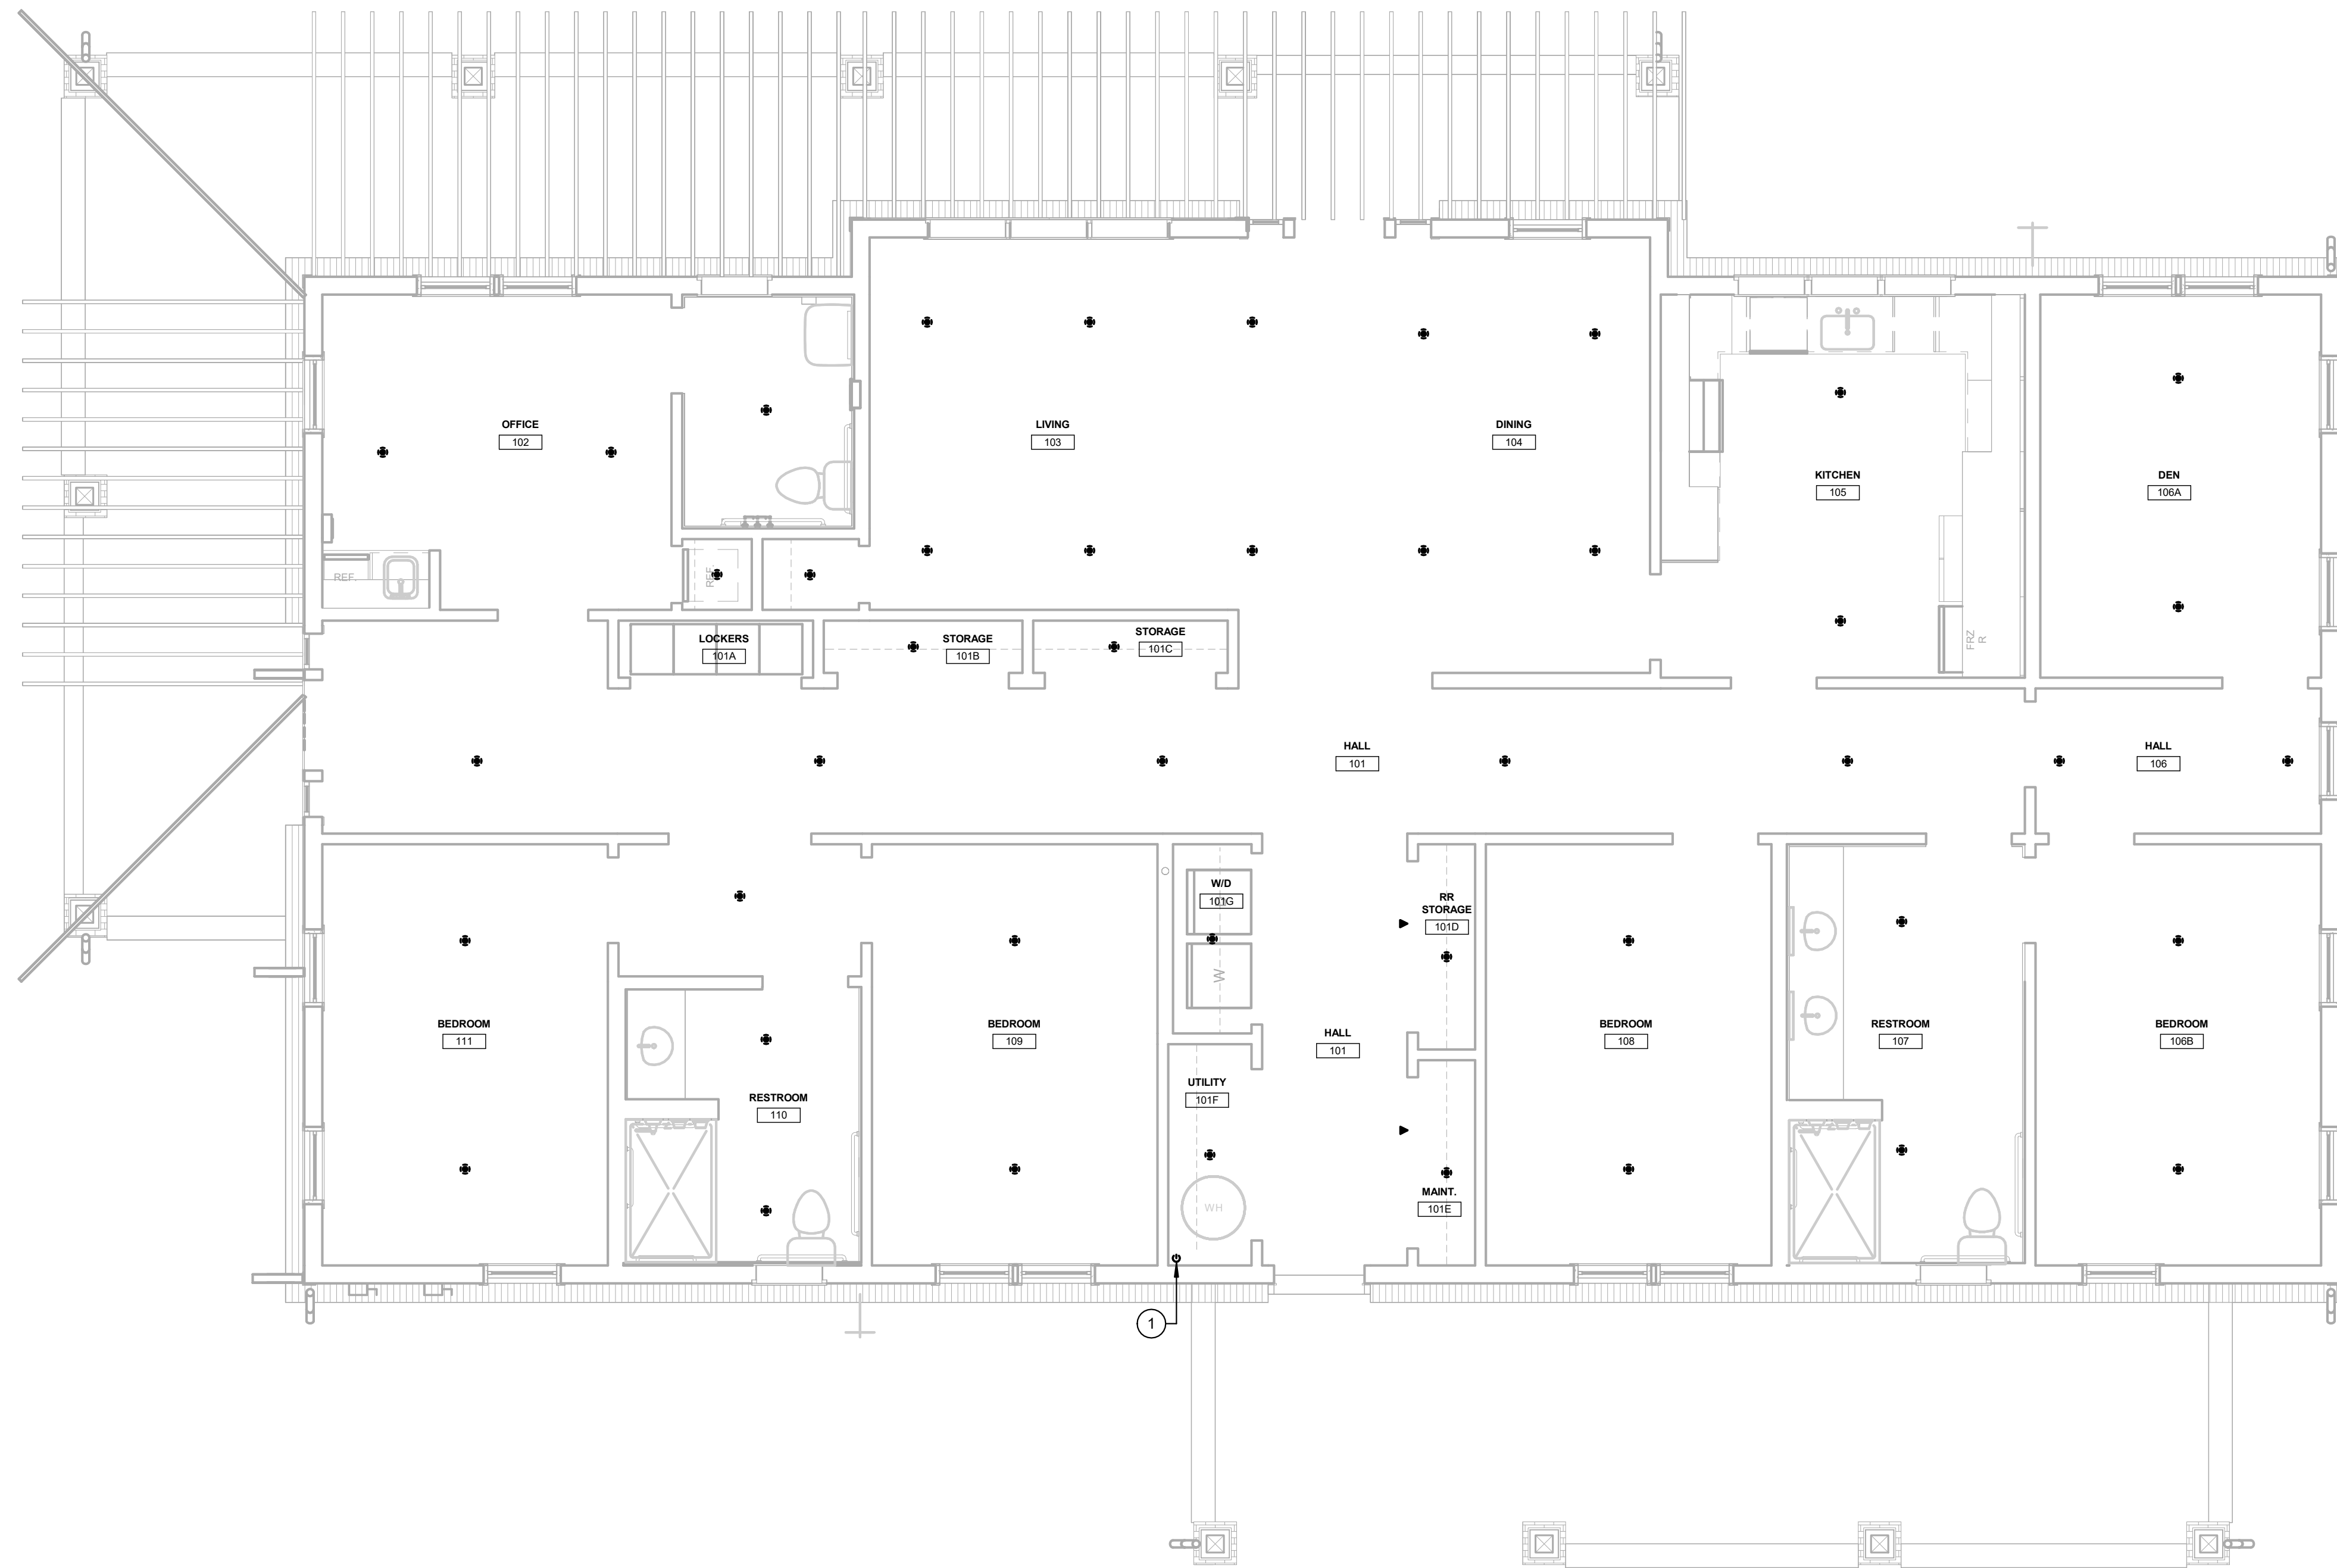 OFFICE
102
LIVING
103
DINING
104
KITCHEN
105
DEN
106A
REF.
REF.
LOCKERS
101A
STORAGE
101B
STORAGE
101C
FRZ
R
HALL
101
HALL
106
W/D
101G
RR
STORAGE
101D
W
BEDROOM
111
BEDROOM
109
HALL
101
BEDROOM
108
RESTROOM
107
BEDROOM
106B
UTILITY
101F
RESTROOM
110
MAINT.
101E
WH
1